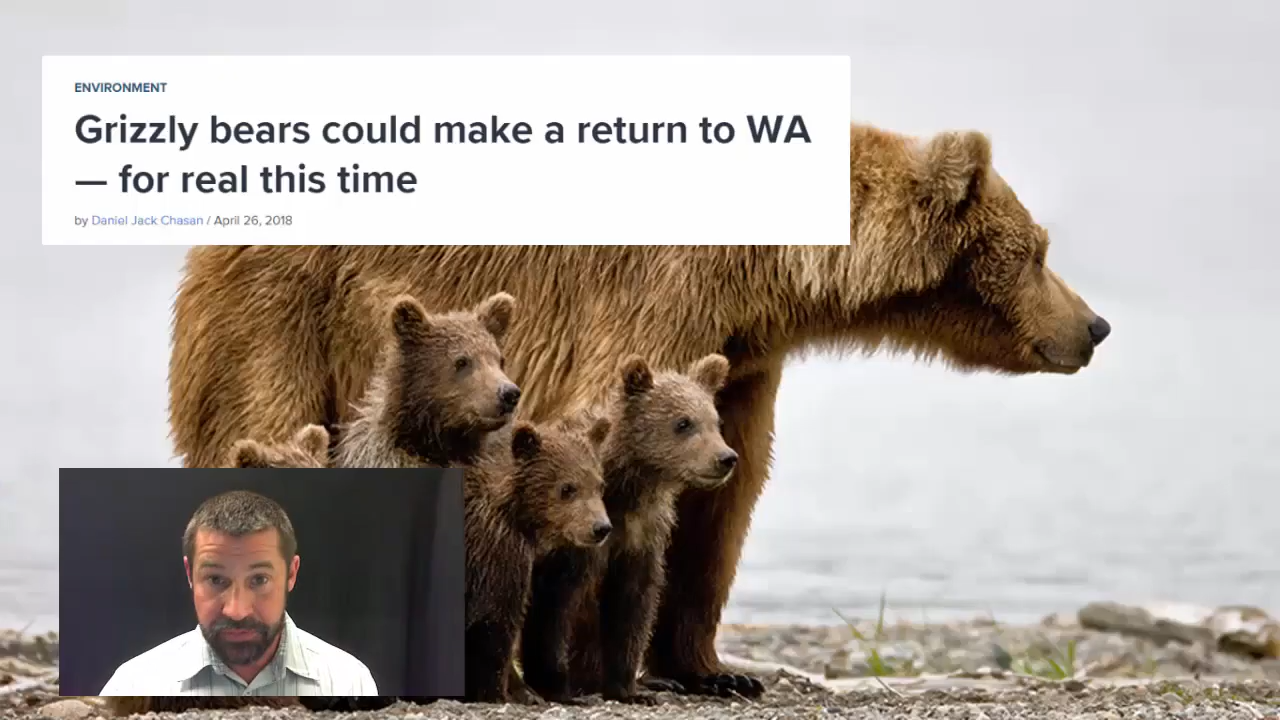 ENVIRONMENT
Grizzly bears could make a return to WA
— for real this time
by Daniel Jack Chasan / April 26, 2018